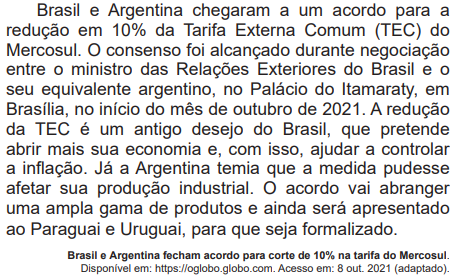 Brasil e Argentina chegaram a um acordo para a
redução em 10% da Tarifa Externa Comum (TEC) do
Mercosul. O consenso foi alcançado durante negociação
entre o ministro das Relações Exteriores do Brasil e o
seu equivalente argentino, no Palácio do Itamaraty, em
Brasília, no início do mês de outubro de 2021. A redução
da TEC é um antigo desejo do Brasil, que pretende
abrir mais sua economia e, com isso, ajudar a controlar
a inflação. Já a Argentina temia que a medida pudesse
afetar sua produção industrial. O acordo vai abranger
uma ampla gama de produtos e ainda será apresentado
ao Paraguai e Uruguai, para que seja formalizado.
Brasil e Argentina fecham acordo para corte de 10% na tarifa do Mercosul.
Disponível em: https://oglobo.globo.com. Acesso em: 8 out. 2021 (adaptado).